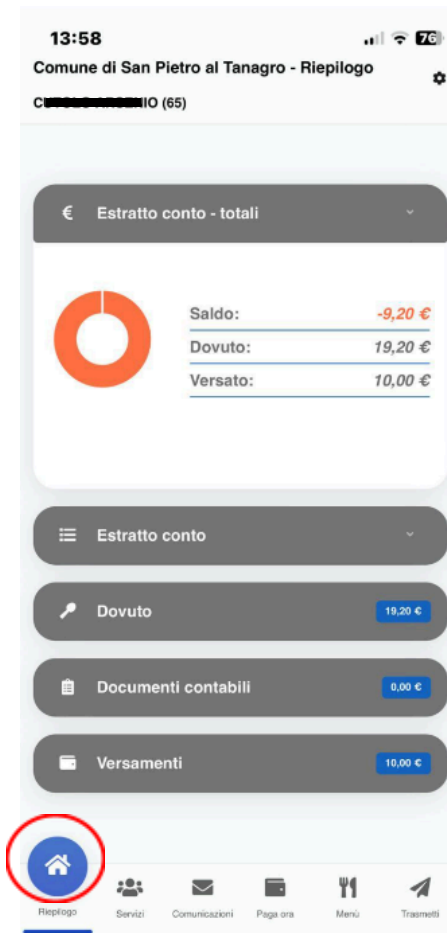 13:58
76
Comune di San Pietro al Tanagro - Riepilogo
(65)
€ Estratto conto - totali
Saldo: -9,20 €
Dovuto: 19,20 €
Versato: 10,00 €
Estratto conto
Dovuto 19,20 €
Documenti contabili 0,00 €
Versamenti 10,00 €
Riepilogo Servizi Comunicazioni Paga ora Menù Trasmetti